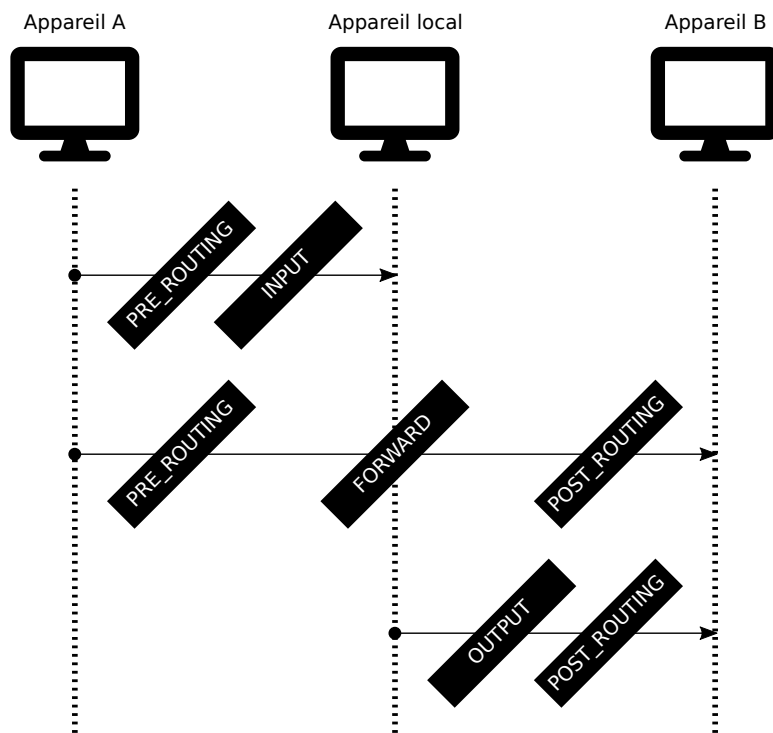 Appareil A
Appareil local
Appareil B
PRE_ROUTING
INPUT
PRE_ROUTING
FORWARD
POST_ROUTING
OUTPUT
POST_ROUTING